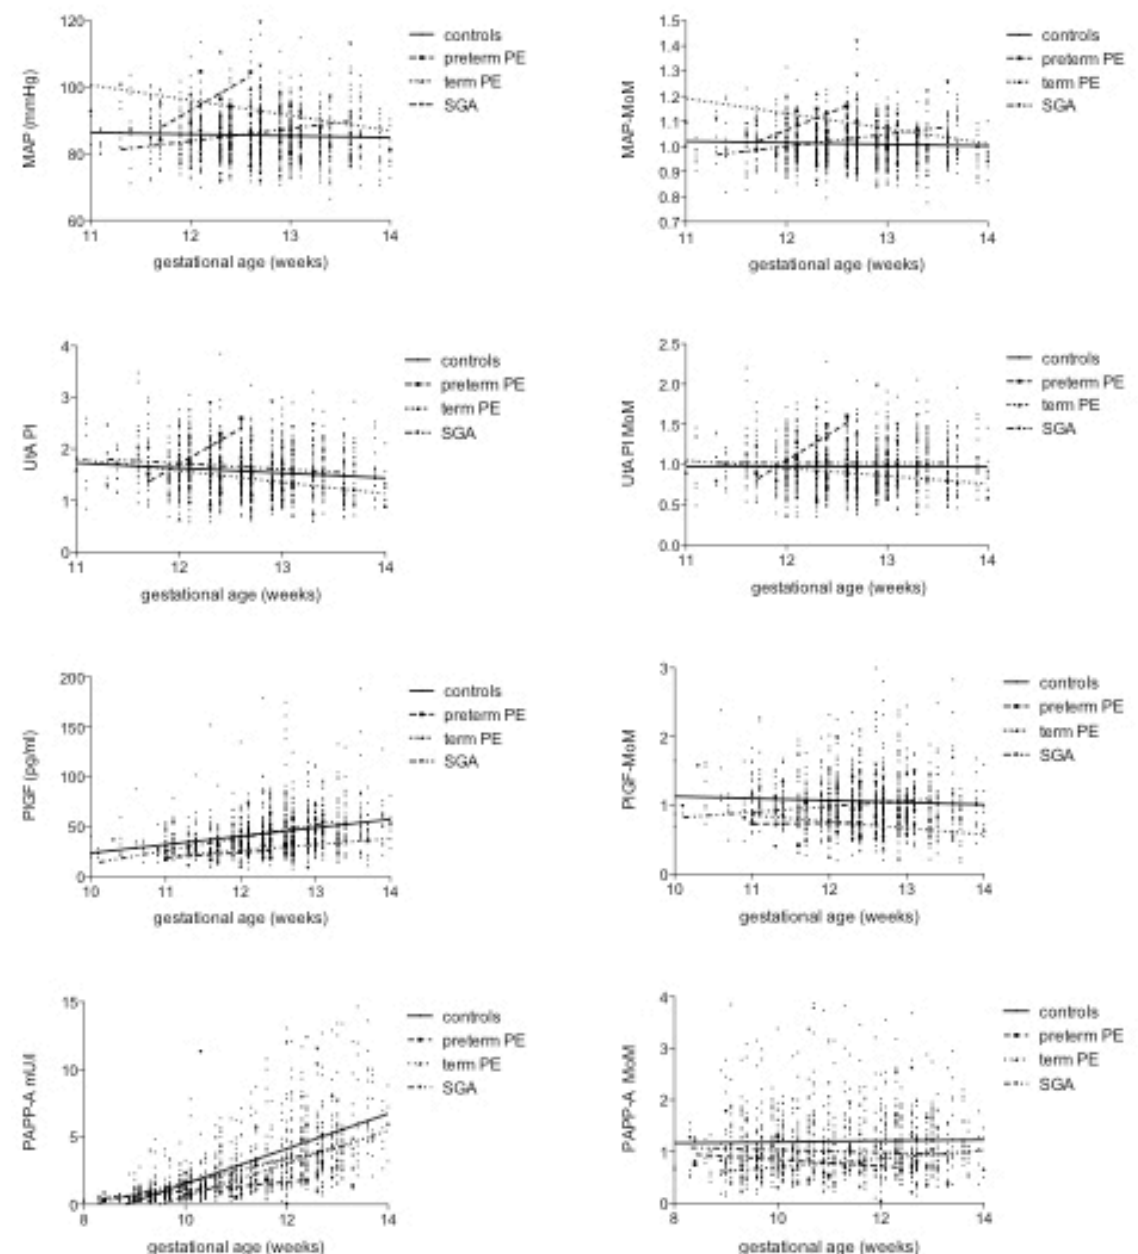 MAP (mmHg)
120
100
80
60
11 12 13 14
gestational age (weeks)
controls
preterm PE
term PE
SGA
MAP-MoM
1.5
1.4
1.3
1.2
1.1
1.0
0.9
0.8
0.7
11 12 13 14
gestational age (weeks)
controls
preterm PE
term PE
SGA
UtA PI
4
3
2
1
0
11 12 13 14
gestational age (weeks)
controls
preterm PE
term PE
SGA
UtA PI MoM
2.5
2.0
1.5
1.0
0.5
0.0
11 12 13 14
gestational age (weeks)
controls
preterm PE
term PE
SGA
PlGF (pg/ml)
200
150
100
50
0
10 11 12 13 14
gestational age (weeks)
controls
preterm PE
term PE
SGA
PlGF-MoM
3
2
1
0
10 11 12 13 14
gestational age (weeks)
controls
preterm PE
term PE
SGA
PAPP-A mU/l
15
10
5
0
8 10 12 14
gestational age (weeks)
controls
preterm PE
term PE
SGA
PAPP-A MoM
4
3
2
1
0
8 10 12 14
gestational age (weeks)
controls
preterm PE
term PE
SGA